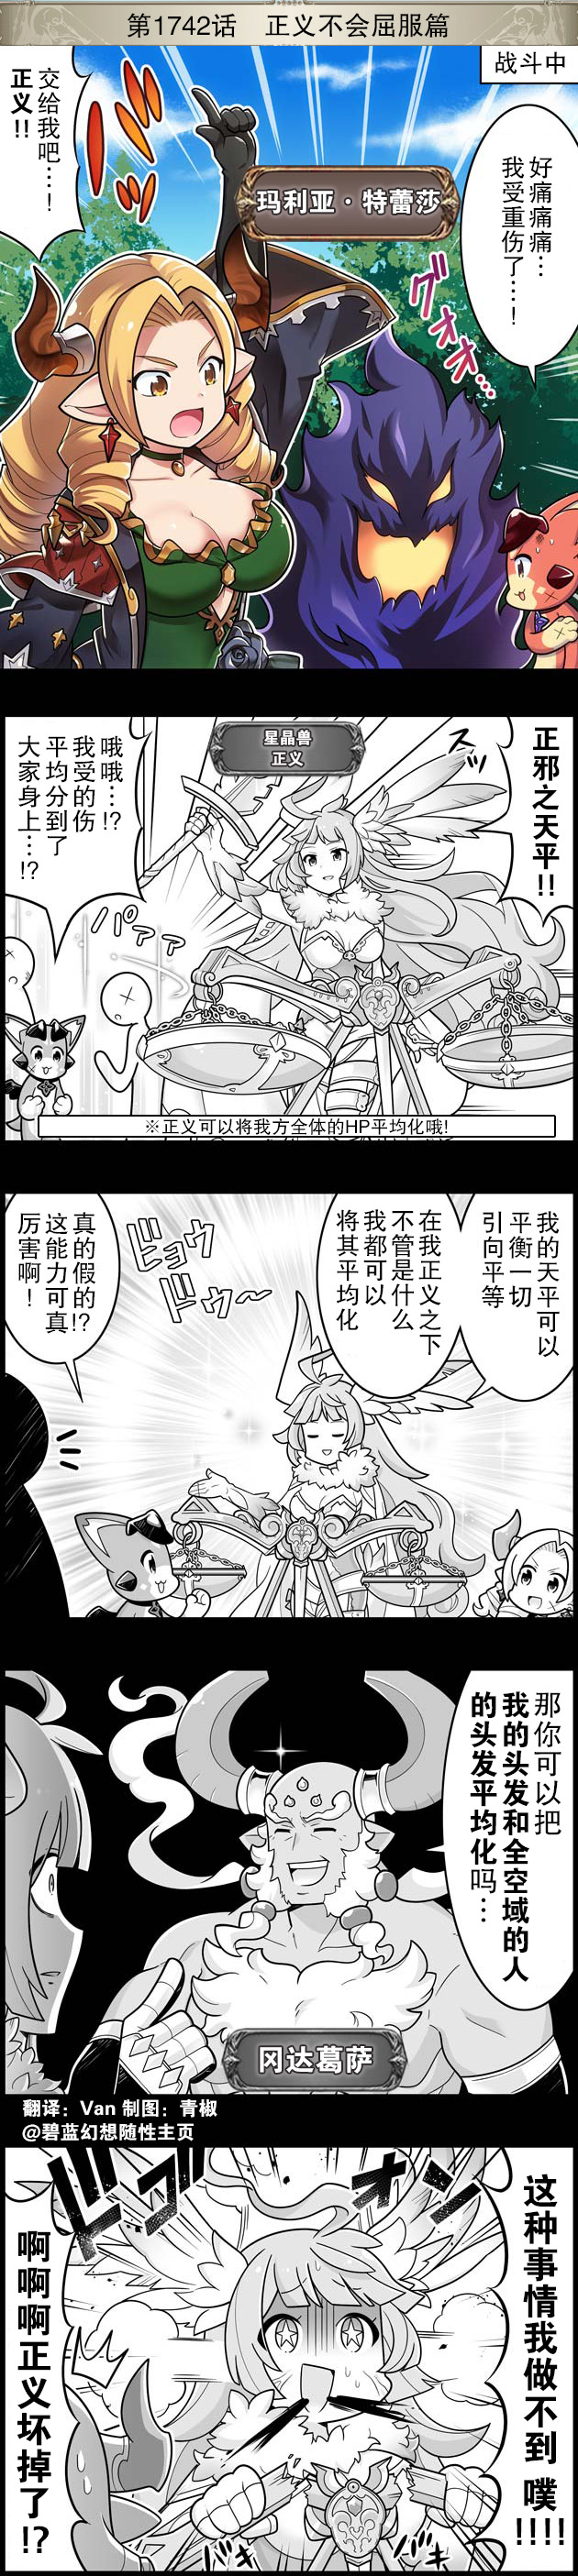 第1742话　正义不会屈服篇
战斗中
好痛痛痛…
我受重伤了…！
玛利亚·特蕾莎
交给我吧…！
正义!!
グオオ…
正邪之天平!!
星晶兽
正义
スッ
哦哦…!?
我受的伤
平均分到了
大家身上…!?
パアアア
※正义可以将我方全体的HP平均化哦!
我的天平可以
平衡一切
引向平等
在我正义之下
不管是什么
我都可以
将其平均化
ビョウ
ドウ～
真的假的!?
这能力可真
厉害啊！
那你可以把
我的头发和全空域的人
的头发平均化吗…
冈达葛萨
翻译：Van 制图：青椒
@碧蓝幻想随性主页
这种事情我做不到 噗!!!!
啊啊啊正义坏掉了!?
バキ
バキ